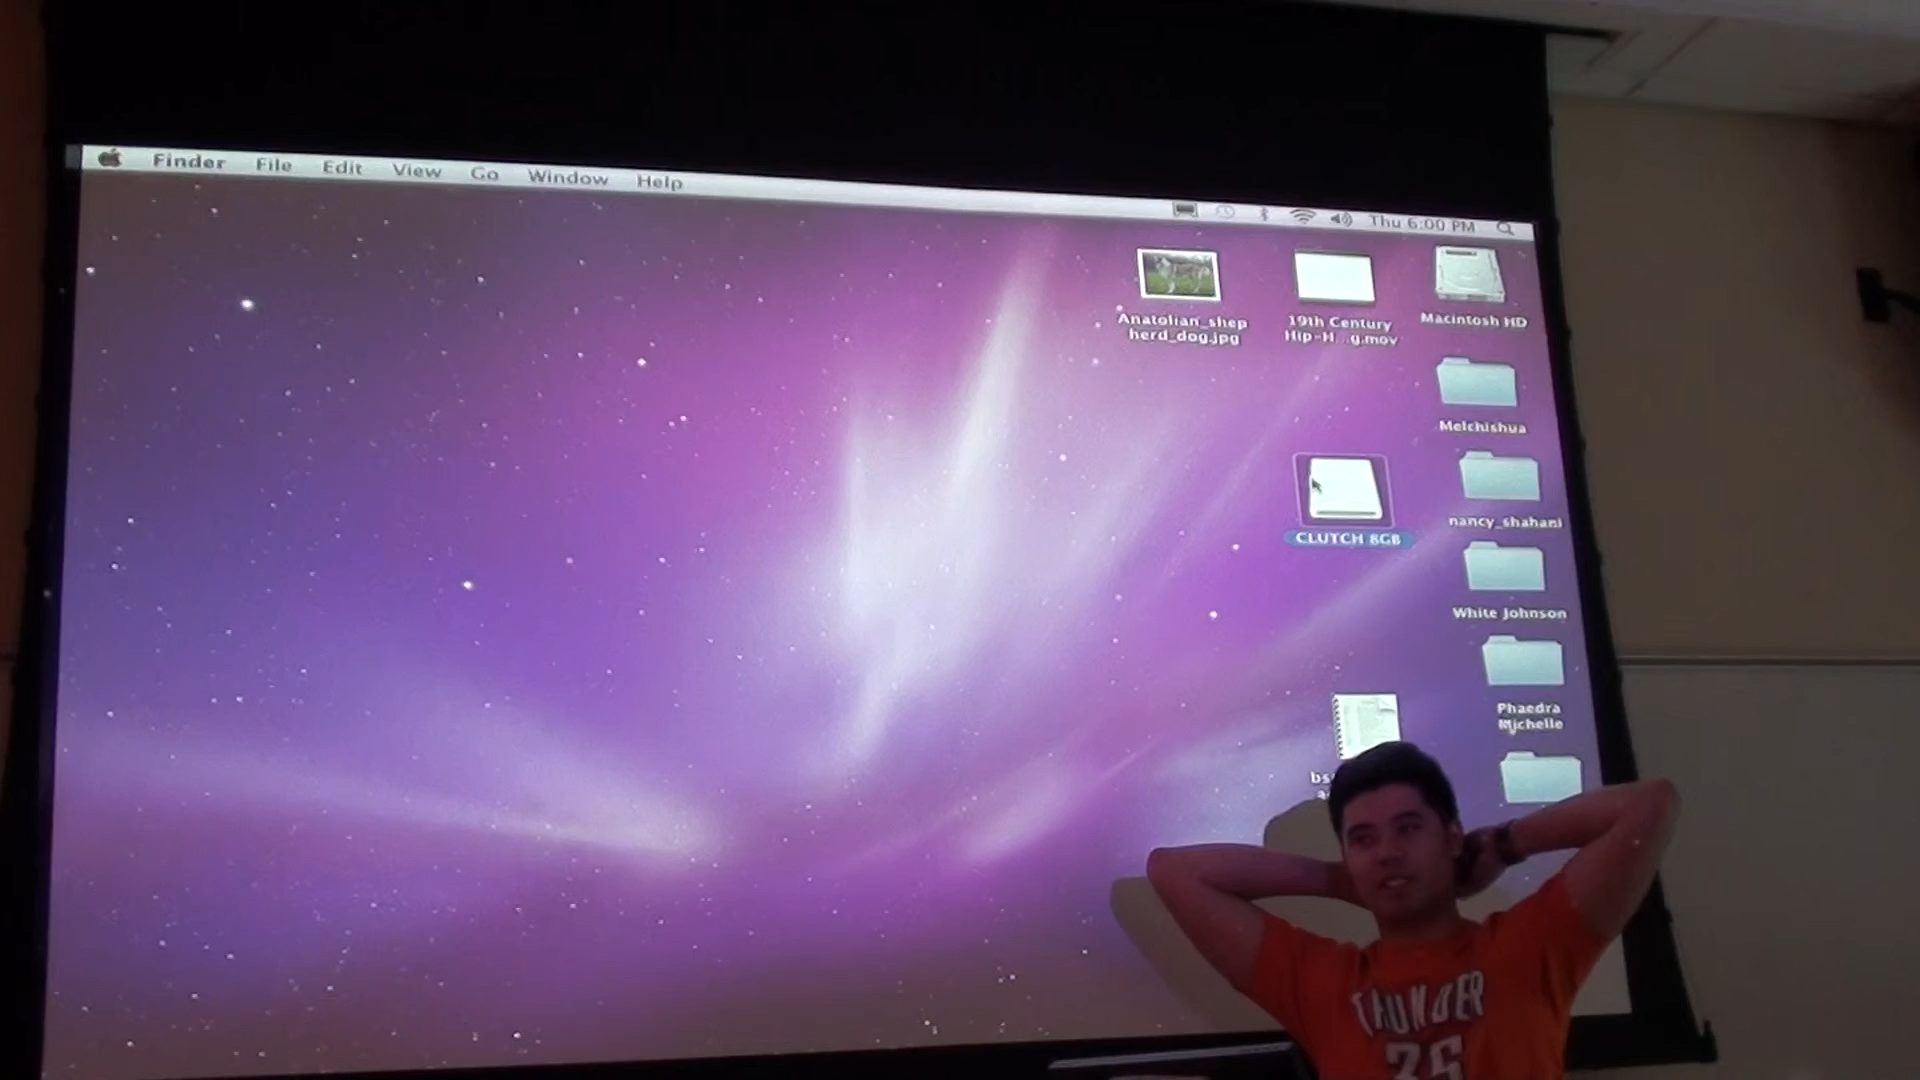 Finder File Edit View Go Window Help
Thu 6:00 PM
Anatolian_shep
herd_dog.jpg
19th Century
Hip-H...g.mov
Macintosh HD
Melchishua
CLUTCH 8GB
nancy_shahani
White Johnson
Phaedra
Michelle
THUNDER
35